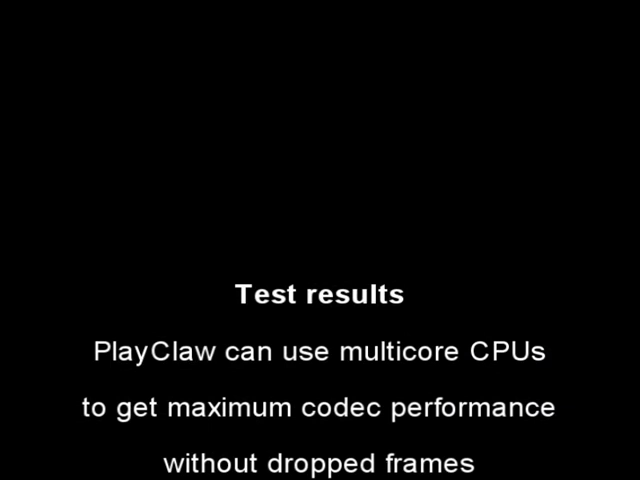 Test results
PlayClaw can use multicore CPUs
to get maximum codec performance
without dropped frames